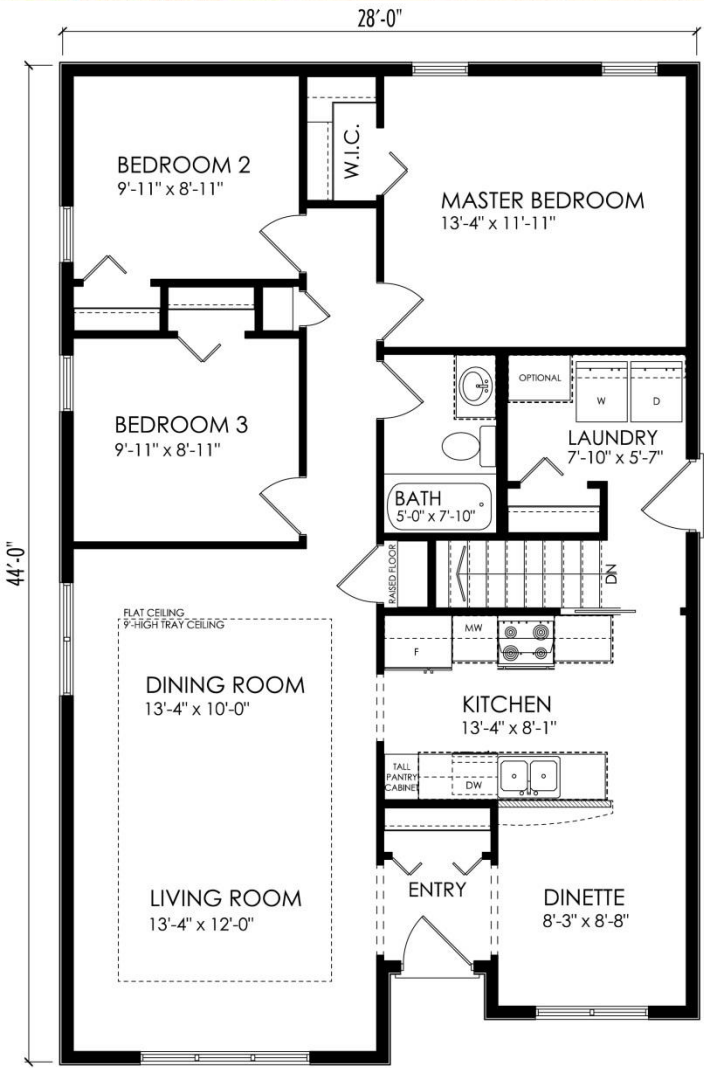 28'-0"
44'-0"
BEDROOM 2
9'-11" x 8'-11"
W.I.C.
MASTER BEDROOM
13'-4" x 11'-11"
BEDROOM 3
9'-11" x 8'-11"
OPTIONAL
W
D
LAUNDRY
7'-10" x 5'-7"
BATH
5'-0" x 7'-10"
RAISED FLOOR
DN
FLAT CEILING
9'-HIGH TRAY CEILING
F
MW
DINING ROOM
13'-4" x 10'-0"
KITCHEN
13'-4" x 8'-1"
TALL
PANTRY
CABINET
DW
LIVING ROOM
13'-4" x 12'-0"
ENTRY
DINETTE
8'-3" x 8'-8"